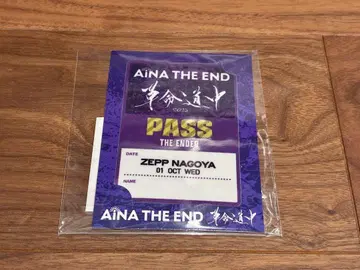 AiNA THE END
革命道中
PASS
THE ENDER
DATE
ZEPP NAGOYA
01 OCT WED
NAME
AiNA THE END 革命道中